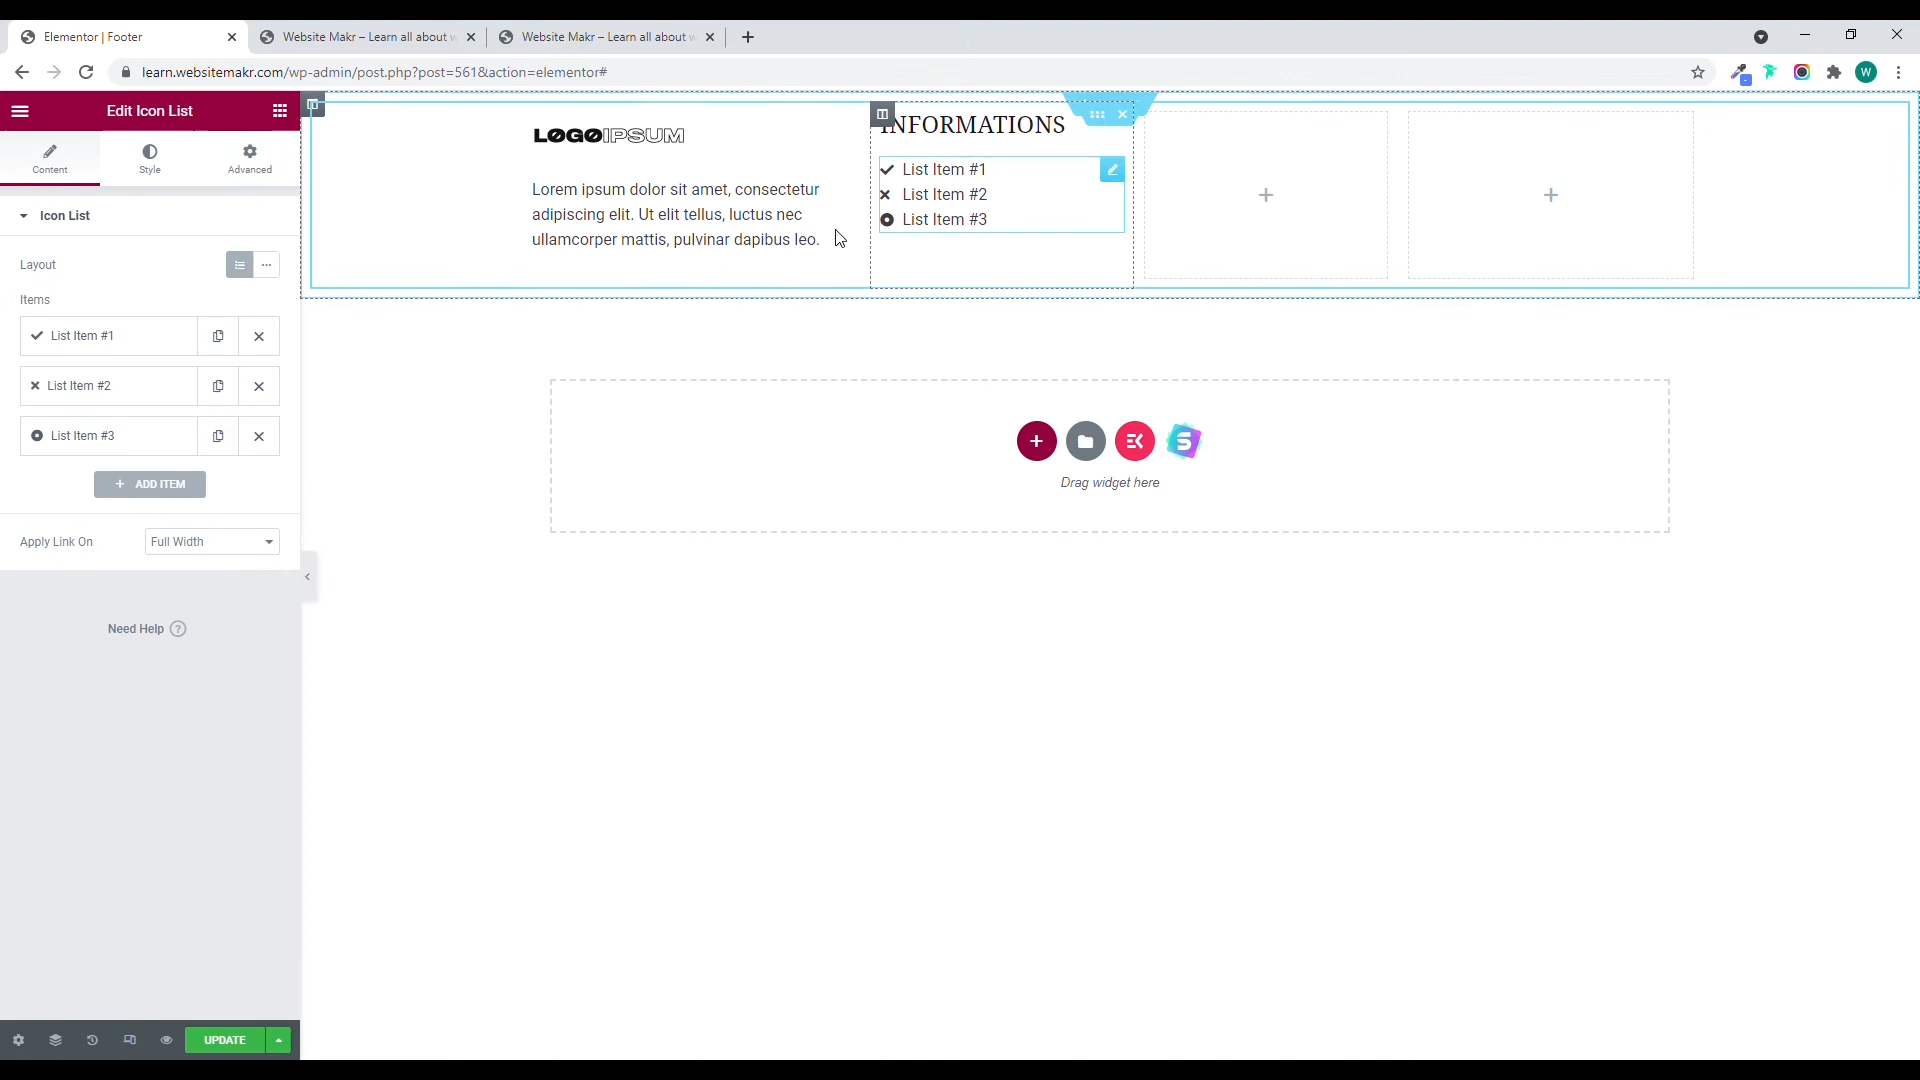 Elementor | Footer
Website Makr – Learn all about w
Website Makr – Learn all about w
learn.websitemakr.com/wp-admin/post.php?post=561&action=elementor#
W
Edit Icon List
Content
Style
Advanced
Icon List
Layout
Items
List Item #1
List Item #2
List Item #3
ADD ITEM
Apply Link On
Full Width
Need Help
UPDATE
LOGOIPSUM
Lorem ipsum dolor sit amet, consectetur
adipiscing elit. Ut elit tellus, luctus nec
ullamcorper mattis, pulvinar dapibus leo.
INFORMATIONS
List Item #1
List Item #2
List Item #3
Drag widget here